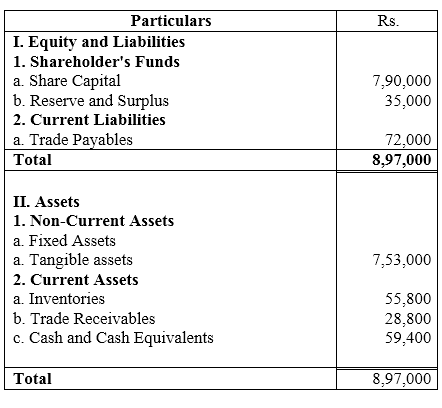 Particulars Rs.
I. Equity and Liabilities
1. Shareholder's Funds
a. Share Capital 7,90,000
b. Reserve and Surplus 35,000
2. Current Liabilities
a. Trade Payables 72,000
Total 8,97,000
II. Assets
1. Non-Current Assets
a. Fixed Assets
a. Tangible assets 7,53,000
2. Current Assets
a. Inventories 55,800
b. Trade Receivables 28,800
c. Cash and Cash Equivalents 59,400
Total 8,97,000